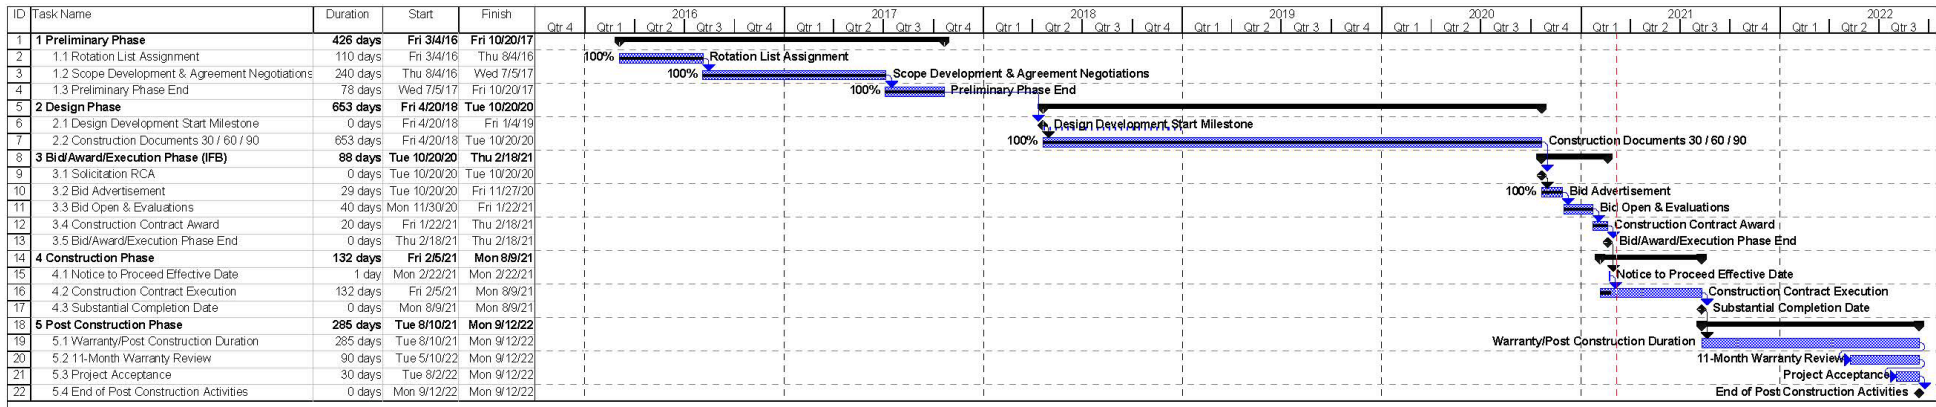 ID Task Name Duration Start Finish 2016 2017 2018 2019 2020 2021 2022
Qtr 4 Qtr 1 Qtr 2 Qtr 3 Qtr 4 Qtr 1 Qtr 2 Qtr 3 Qtr 4 Qtr 1 Qtr 2 Qtr 3 Qtr 4 Qtr 1 Qtr 2 Qtr 3 Qtr 4 Qtr 1 Qtr 2 Qtr 3 Qtr 4 Qtr 1 Qtr 2 Qtr 3 Qtr 4 Qtr 1 Qtr 2 Qtr 3
1 1 Preliminary Phase 426 days Fri 3/4/16 Fri 10/20/17
2 1.1 Rotation List Assignment 110 days Fri 3/4/16 Thu 8/4/16 100% Rotation List Assignment
3 1.2 Scope Development & Agreement Negotiations 240 days Thu 8/4/16 Wed 7/5/17 100% Scope Development & Agreement Negotiations
4 1.3 Preliminary Phase End 78 days Wed 7/5/17 Fri 10/20/17 100% Preliminary Phase End
5 2 Design Phase 653 days Fri 4/20/18 Tue 10/20/20
6 2.1 Design Development Start Milestone 0 days Fri 4/20/18 Fri 1/4/19 Design Development Start Milestone
7 2.2 Construction Documents 30 / 60 / 90 653 days Fri 4/20/18 Tue 10/20/20 100% Construction Documents 30 / 60 / 90
8 3 Bid/Award/Execution Phase (IFB) 88 days Tue 10/20/20 Thu 2/18/21
9 3.1 Solicitation RCA 0 days Tue 10/20/20 Tue 10/20/20
10 3.2 Bid Advertisement 29 days Tue 10/20/20 Fri 11/27/20 100% Bid Advertisement
11 3.3 Bid Open & Evaluations 40 days Mon 11/30/20 Fri 1/22/21 Bid Open & Evaluations
12 3.4 Construction Contract Award 20 days Fri 1/22/21 Thu 2/18/21 Construction Contract Award
13 3.5 Bid/Award/Execution Phase End 0 days Thu 2/18/21 Thu 2/18/21 Bid/Award/Execution Phase End
14 4 Construction Phase 132 days Fri 2/5/21 Mon 8/9/21
15 4.1 Notice to Proceed Effective Date 1 day Mon 2/22/21 Mon 2/22/21 Notice to Proceed Effective Date
16 4.2 Construction Contract Execution 132 days Fri 2/5/21 Mon 8/9/21 Construction Contract Execution
17 4.3 Substantial Completion Date 0 days Mon 8/9/21 Mon 8/9/21 Substantial Completion Date
18 5 Post Construction Phase 285 days Tue 8/10/21 Mon 9/12/22
19 5.1 Warranty/Post Construction Duration 285 days Tue 8/10/21 Mon 9/12/22 Warranty/Post Construction Duration
20 5.2 11-Month Warranty Review 90 days Tue 5/10/22 Mon 9/12/22 11-Month Warranty Review
21 5.3 Project Acceptance 30 days Tue 8/2/22 Mon 9/12/22 Project Acceptance
22 5.4 End of Post Construction Activities 0 days Mon 9/12/22 Mon 9/12/22 End of Post Construction Activities